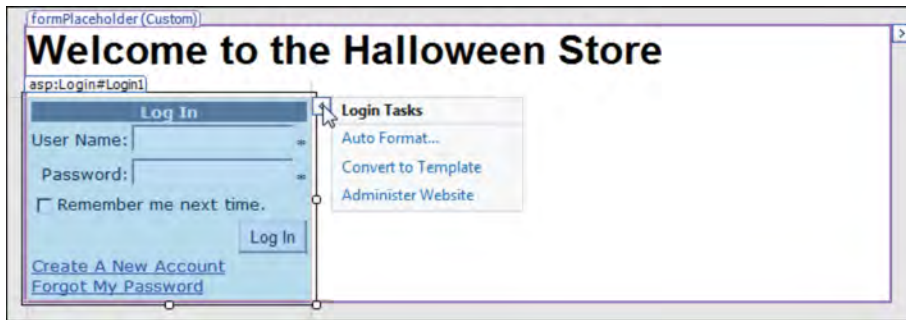 formPlaceholder (Custom)
Welcome to the Halloween Store
asp:Login#Login1
Log In
Login Tasks
User Name: *
Auto Format...
Password: *
Convert to Template
Remember me next time.
Administer Website
Log In
Create A New Account
Forgot My Password